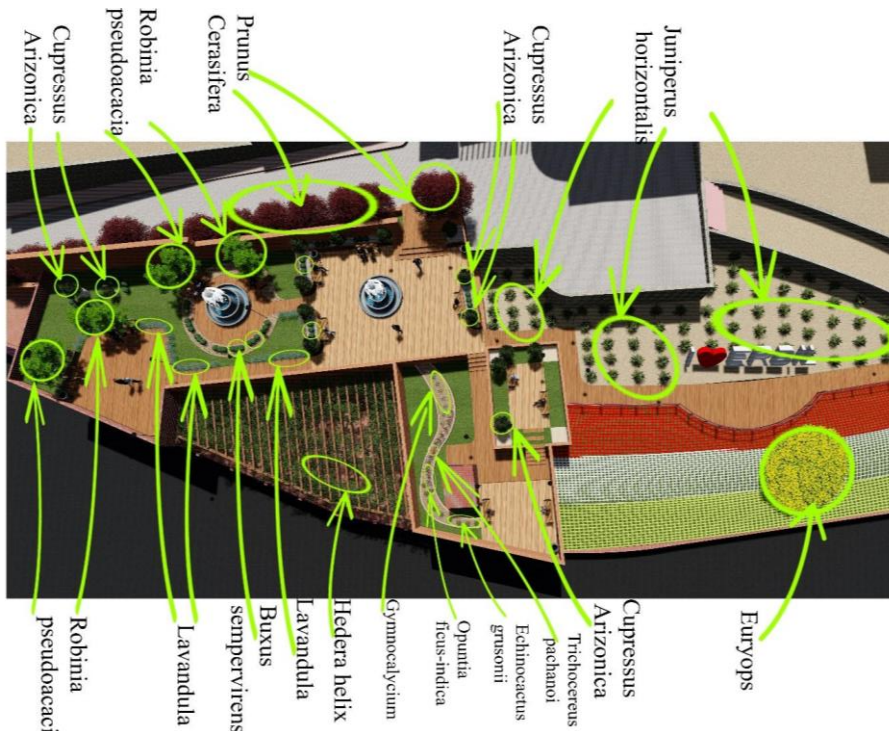 Cupressus
Arizonica
Robinia
pseudoacacia
Prunus
Cerasifera
Cupressus
Arizonica
Juniperus
horizontalis
Robinia
pseudoacaci
Lavandula
Buxus
sempervirens
Lavandula
Hedera helix
Gymnocalycium
Opuntia
ficus-indica
Echinocactus
grusonii
Trichocereus
pachanoi
Cupressus
Arizonica
Euryops